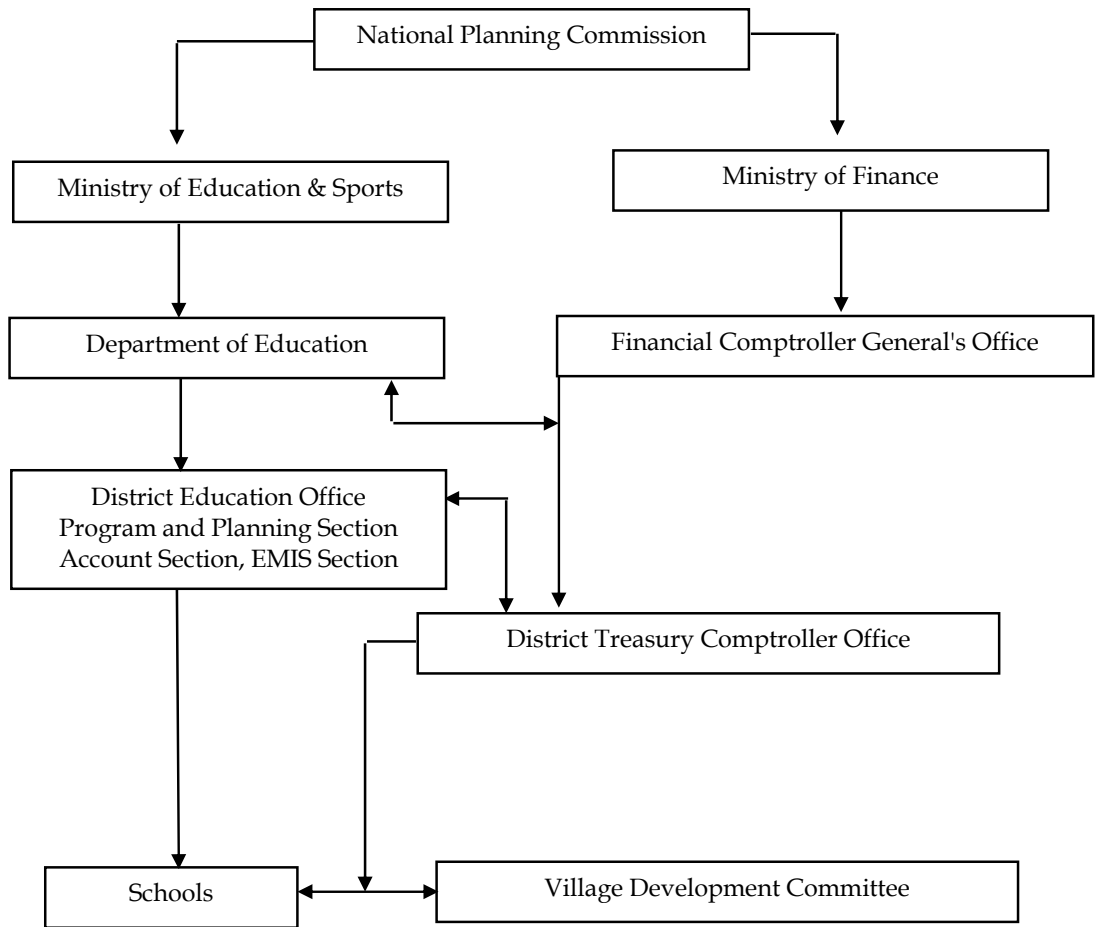 National Planning Commission
Ministry of Education & Sports
Ministry of Finance
Department of Education
Financial Comptroller General's Office
District Education Office
Program and Planning Section
Account Section, EMIS Section
District Treasury Comptroller Office
Schools
Village Development Committee